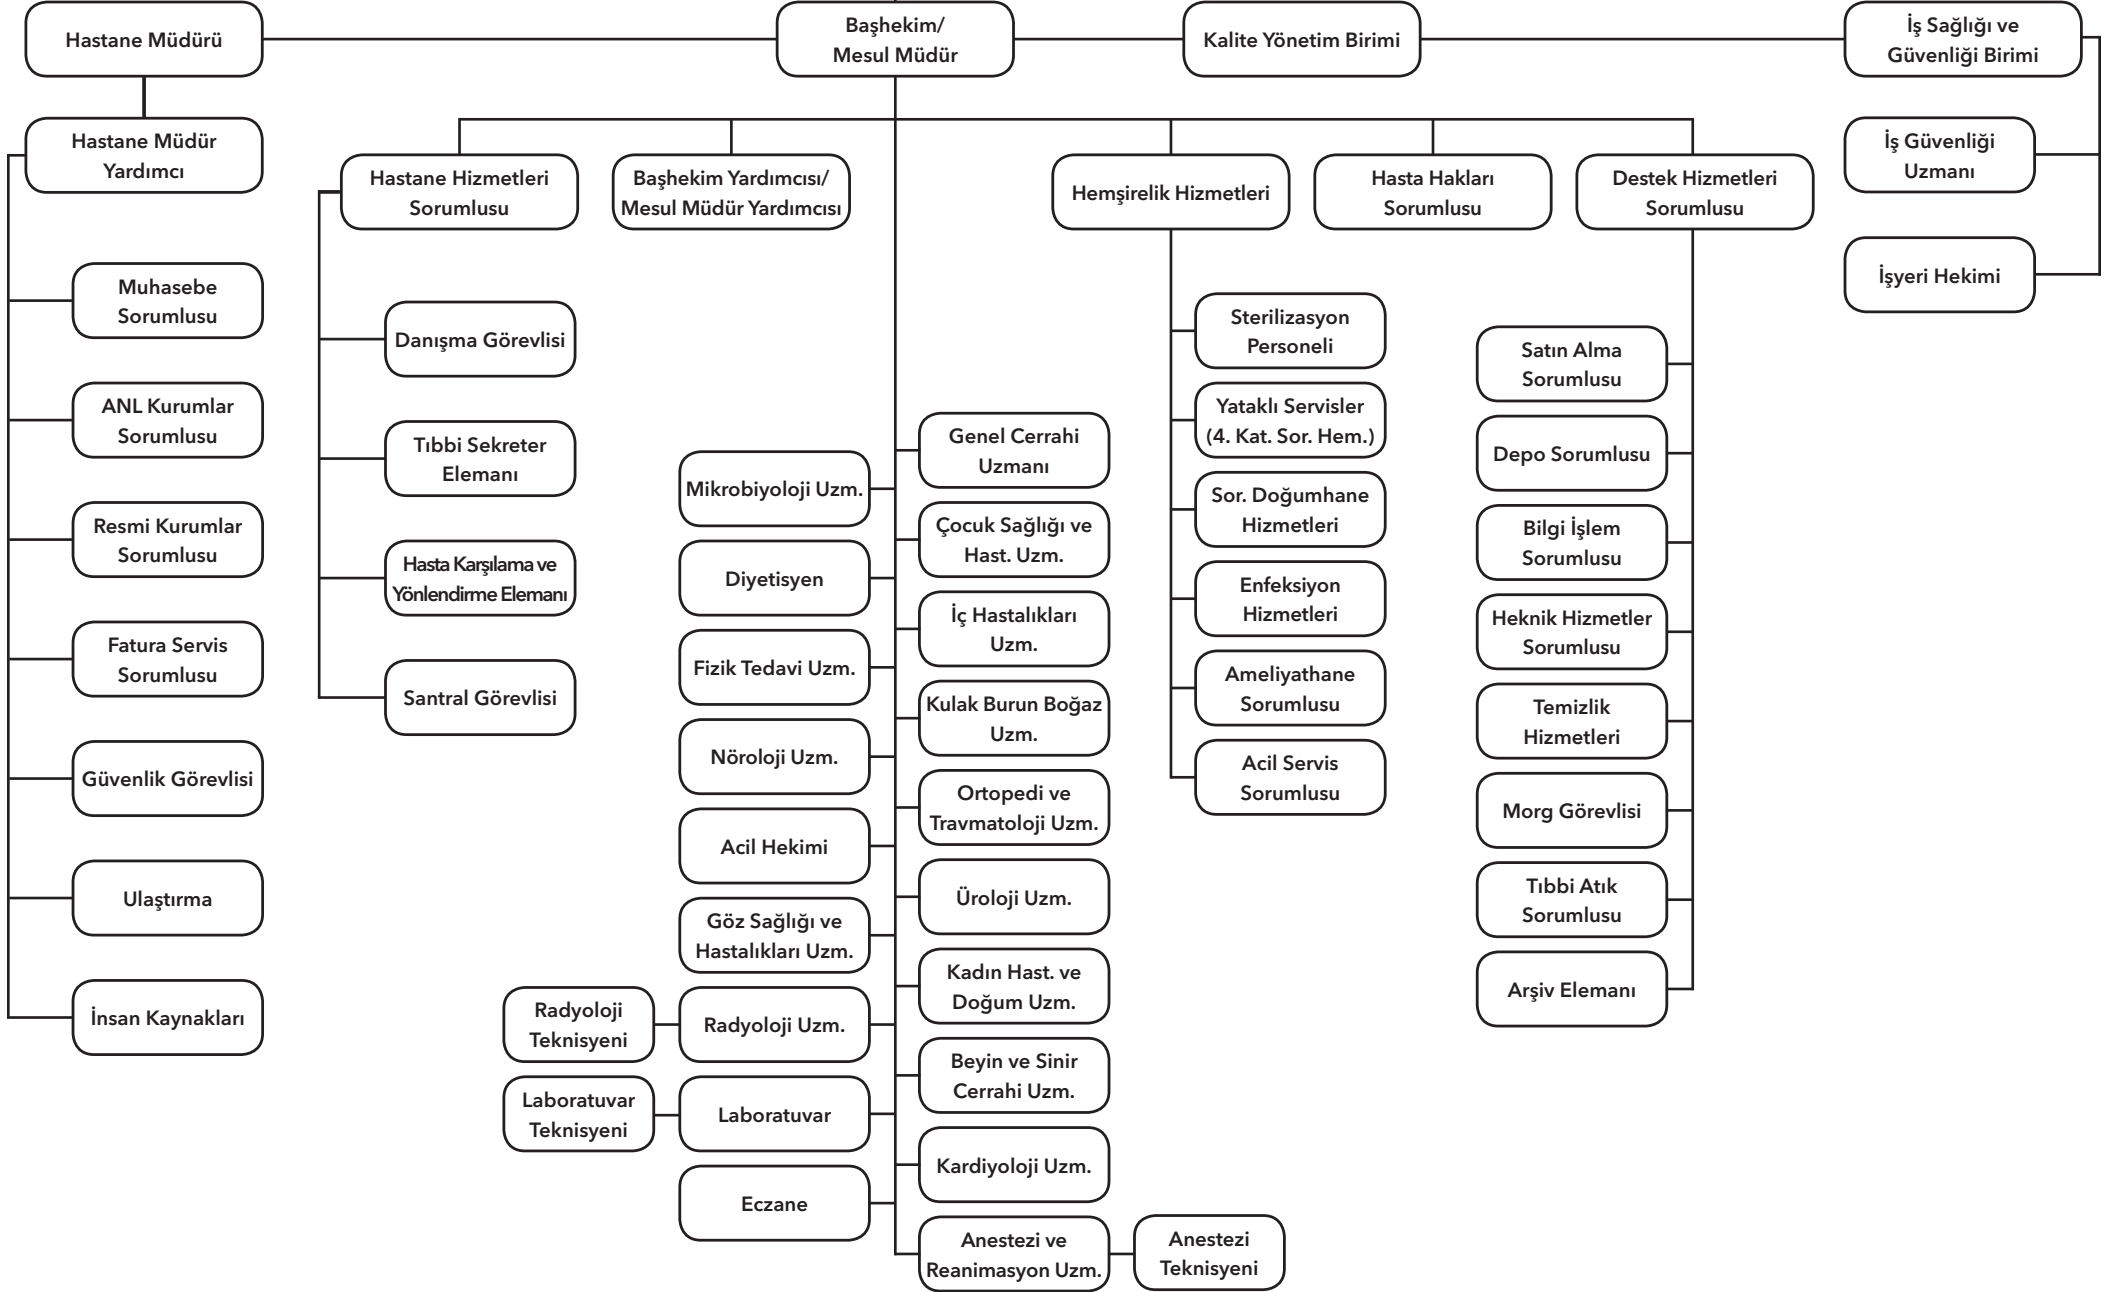 Hastane Müdürü
Başhekim/
Mesul Müdür
Kalite Yönetim Birimi
İş Sağlığı ve
Güvenliği Birimi
Hastane Müdür
Yardımcı
Muhasebe
Sorumlusu
ANL Kurumlar
Sorumlusu
Resmi Kurumlar
Sorumlusu
Fatura Servis
Sorumlusu
Güvenlik Görevlisi
Ulaştırma
İnsan Kaynakları
Hastane Hizmetleri
Sorumlusu
Danışma Görevlisi
Tıbbi Sekreter
Elemanı
Hasta Karşılama ve
Yönlendirme Elemanı
Santral Görevlisi
Başhekim Yardımcısı/
Mesul Müdür Yardımcısı
Mikrobiyoloji Uzm.
Diyetisyen
Fizik Tedavi Uzm.
Nöroloji Uzm.
Acil Hekimi
Göz Sağlığı ve
Hastalıkları Uzm.
Radyoloji
Teknisyeni
Radyoloji Uzm.
Laboratuvar
Teknisyeni
Laboratuvar
Eczane
Genel Cerrahi
Uzmanı
Çocuk Sağlığı ve
Hast. Uzm.
İç Hastalıkları
Uzm.
Kulak Burun Boğaz
Uzm.
Ortopedi ve
Travmatoloji Uzm.
Üroloji Uzm.
Kadın Hast. ve
Doğum Uzm.
Beyin ve Sinir
Cerrahi Uzm.
Kardiyoloji Uzm.
Anestezi ve
Reanimasyon Uzm.
Anestezi
Teknisyeni
Hemşirelik Hizmetleri
Sterilizasyon
Personeli
Yataklı Servisler
(4. Kat. Sor. Hem.)
Sor. Doğumhane
Hizmetleri
Enfeksiyon
Hizmetleri
Ameliyathane
Sorumlusu
Acil Servis
Sorumlusu
Hasta Hakları
Sorumlusu
Destek Hizmetleri
Sorumlusu
Satın Alma
Sorumlusu
Depo Sorumlusu
Bilgi İşlem
Sorumlusu
Heknik Hizmetler
Sorumlusu
Temizlik
Hizmetleri
Morg Görevlisi
Tıbbi Atık
Sorumlusu
Arşiv Elemanı
İş Güvenliği
Uzmanı
İşyeri Hekimi